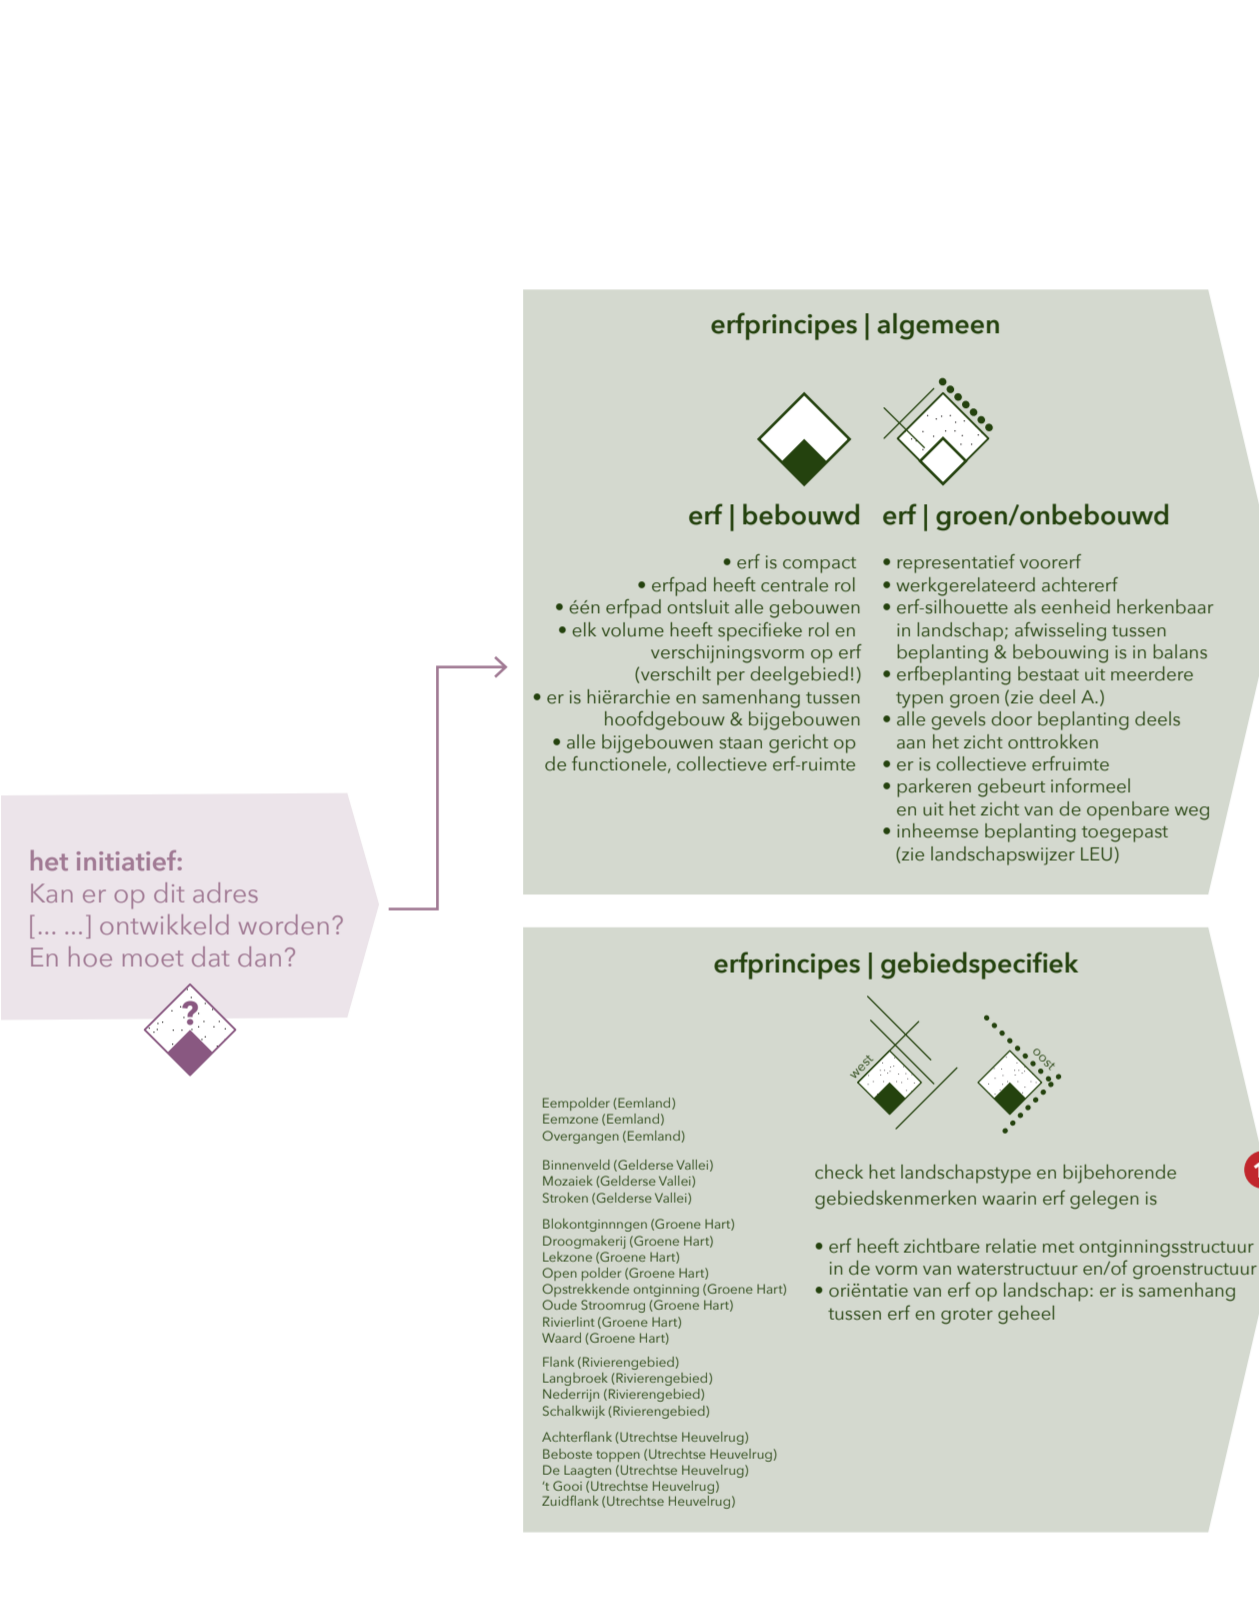 erfprincipes | algemeen
erf | bebouwd
• erf is compact
• erfpad heeft centrale rol
• één erfpad ontsluit alle gebouwen
• elk volume heeft specifieke rol en
verschijningsvorm op erf
(verschilt per deelgebied!)
• er is hiërarchie en samenhang tussen
hoofdgebouw & bijgebouwen
• alle bijgebouwen staan gericht op
de functionele, collectieve erf-ruimte
erf | groen/onbebouwd
• representatief voorerf
• werkgerelateerd achtererf
• erf-silhouette als eenheid herkenbaar
in landschap; afwisseling tussen
beplanting & bebouwing is in balans
• erfbeplanting bestaat uit meerdere
typen groen (zie deel A.)
• alle gevels door beplanting deels
aan het zicht onttrokken
• er is collectieve erfruimte
• parkeren gebeurt informeel
en uit het zicht van de openbare weg
• inheemse beplanting toegepast
(zie landschapswijzer LEU)
het initiatief:
Kan er op dit adres
[... ...] ontwikkeld worden?
En hoe moet dat dan?
?
erfprincipes | gebiedspecifiek
west
oost
Eempolder (Eemland)
Eemzone (Eemland)
Overgangen (Eemland)
Binnenveld (Gelderse Vallei)
Mozaiek (Gelderse Vallei)
Stroken (Gelderse Vallei)
Blokontginnngen (Groene Hart)
Droogmakerij (Groene Hart)
Lekzone (Groene Hart)
Open polder (Groene Hart)
Opstrekkende ontginning (Groene Hart)
Oude Stroomrug (Groene Hart)
Rivierlint (Groene Hart)
Waard (Groene Hart)
Flank (Rivierengebied)
Langbroek (Rivierengebied)
Nederrijn (Rivierengebied)
Schalkwijk (Rivierengebied)
Achterflank (Utrechtse Heuvelrug)
Beboste toppen (Utrechtse Heuvelrug)
De Laagten (Utrechtse Heuvelrug)
't Gooi (Utrechtse Heuvelrug)
Zuidflank (Utrechtse Heuvelrug)
check het landschapstype en bijbehorende
gebiedskenmerken waarin erf gelegen is
• erf heeft zichtbare relatie met ontginningsstructuur
in de vorm van waterstructuur en/of groenstructuur
• oriëntatie van erf op landschap: er is samenhang
tussen erf en groter geheel